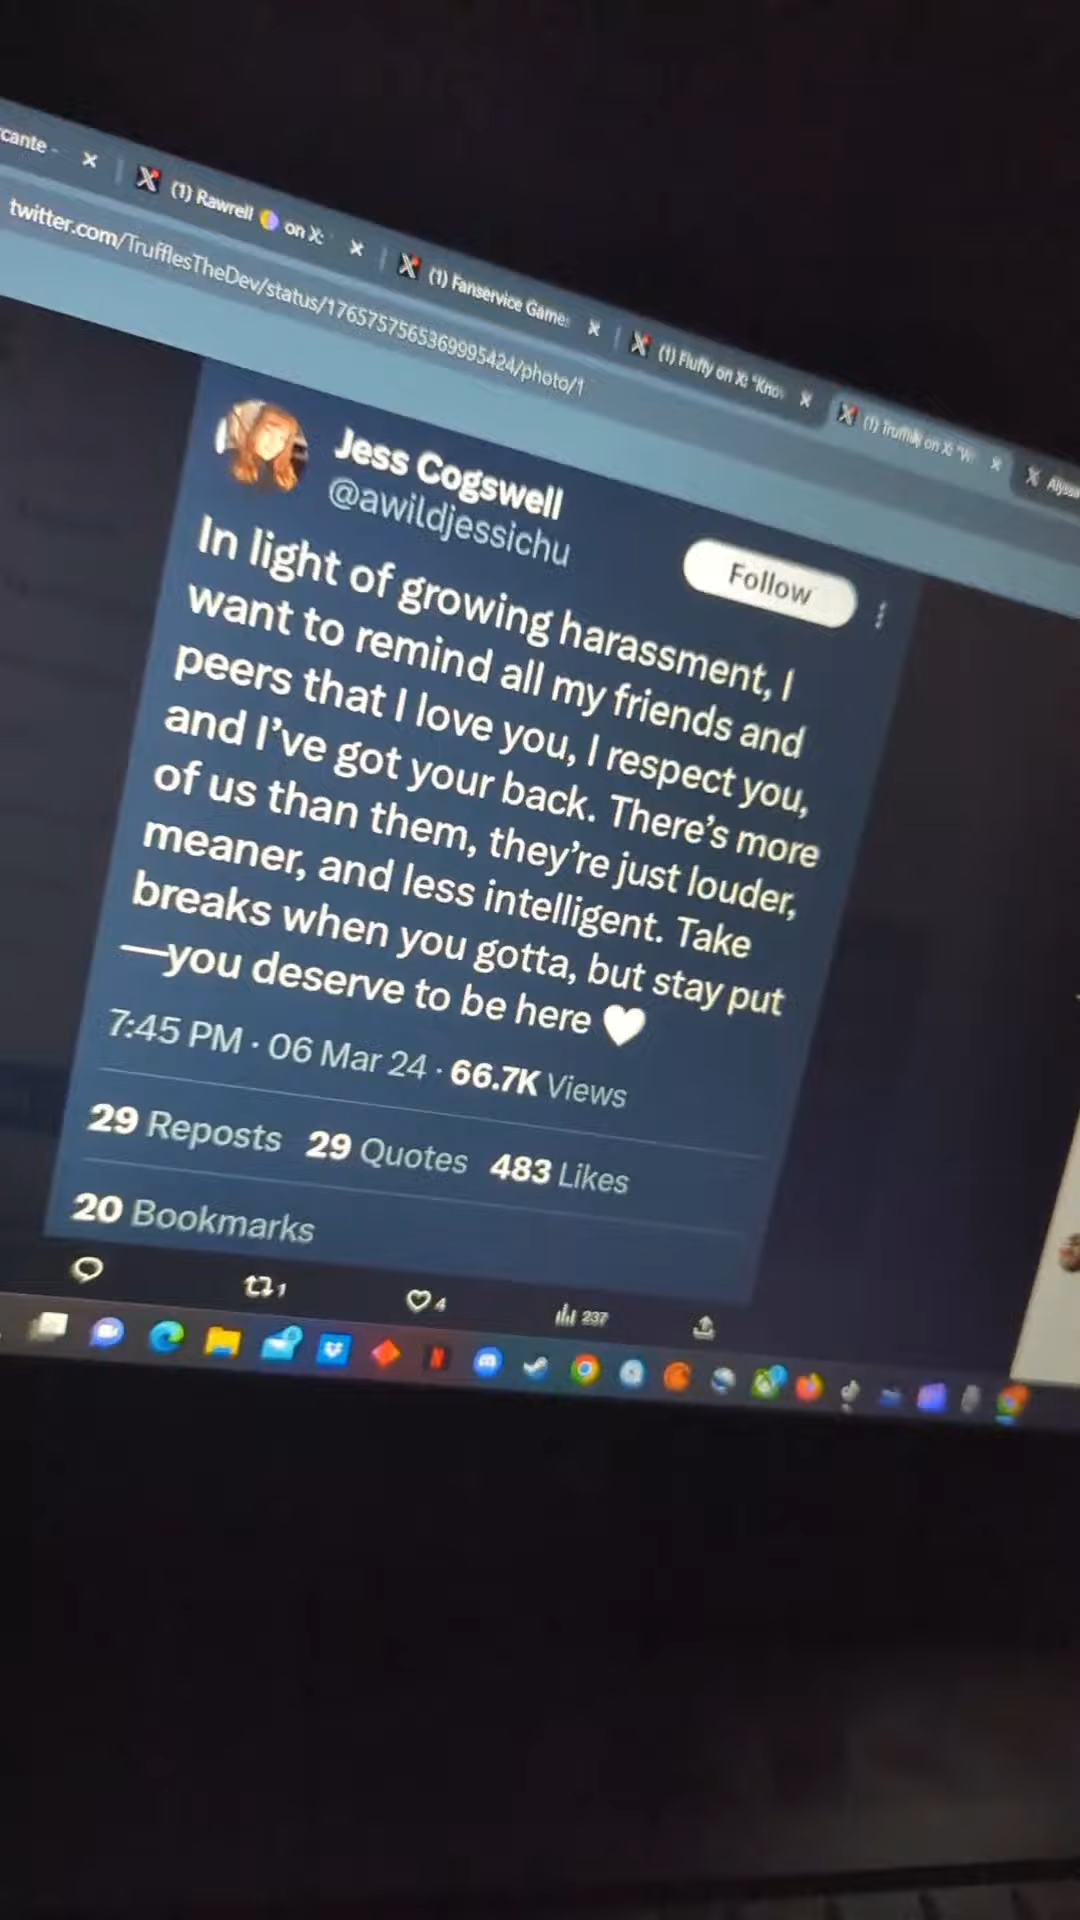 cante -
(1) Rawrell on X:
(1) Fanservice Game
(1) Fluffy on X: "Kno
on X: "W
Alyssa
twitter.com/TrufflesTheDev/status/1765757565369995424/photo/1
Jess Cogswell
@awildjessichu
Follow
In light of growing harassment, I
want to remind all my friends and
peers that I love you, I respect you,
and I've got your back. There's more
of us than them, they're just louder,
meaner, and less intelligent. Take
breaks when you gotta, but stay put
—you deserve to be here
7:45 PM · 06 Mar 24 · 66.7K Views
29 Reposts 29 Quotes 483 Likes
20 Bookmarks
1 4 237